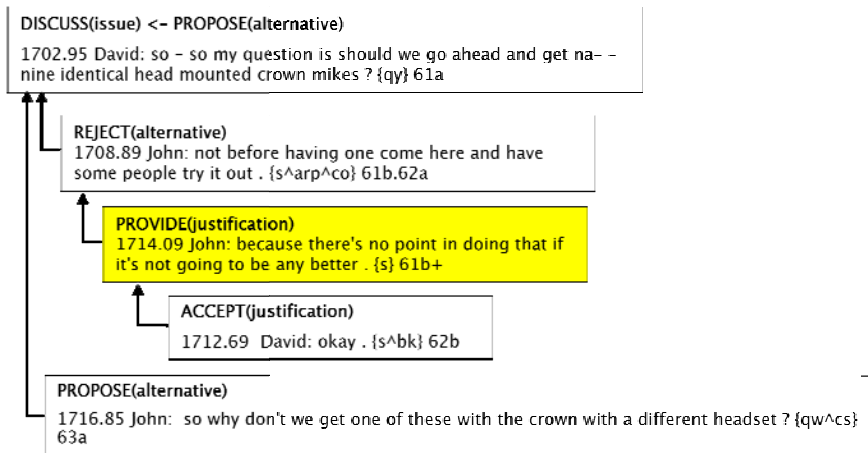 DISCUSS(issue) <- PROPOSE(alternative)
1702.95 David: so – so my question is should we go ahead and get na– –
nine identical head mounted crown mikes ? {qy} 61a
REJECT(alternative)
1708.89 John: not before having one come here and have
some people try it out . {s^arp^co} 61b.62a
PROVIDE(justification)
1714.09 John: because there's no point in doing that if
it's not going to be any better . {s} 61b+
ACCEPT(justification)
1712.69 David: okay . {s^bk} 62b
PROPOSE(alternative)
1716.85 John: so why don't we get one of these with the crown with a different headset ? {qw^cs}
63a